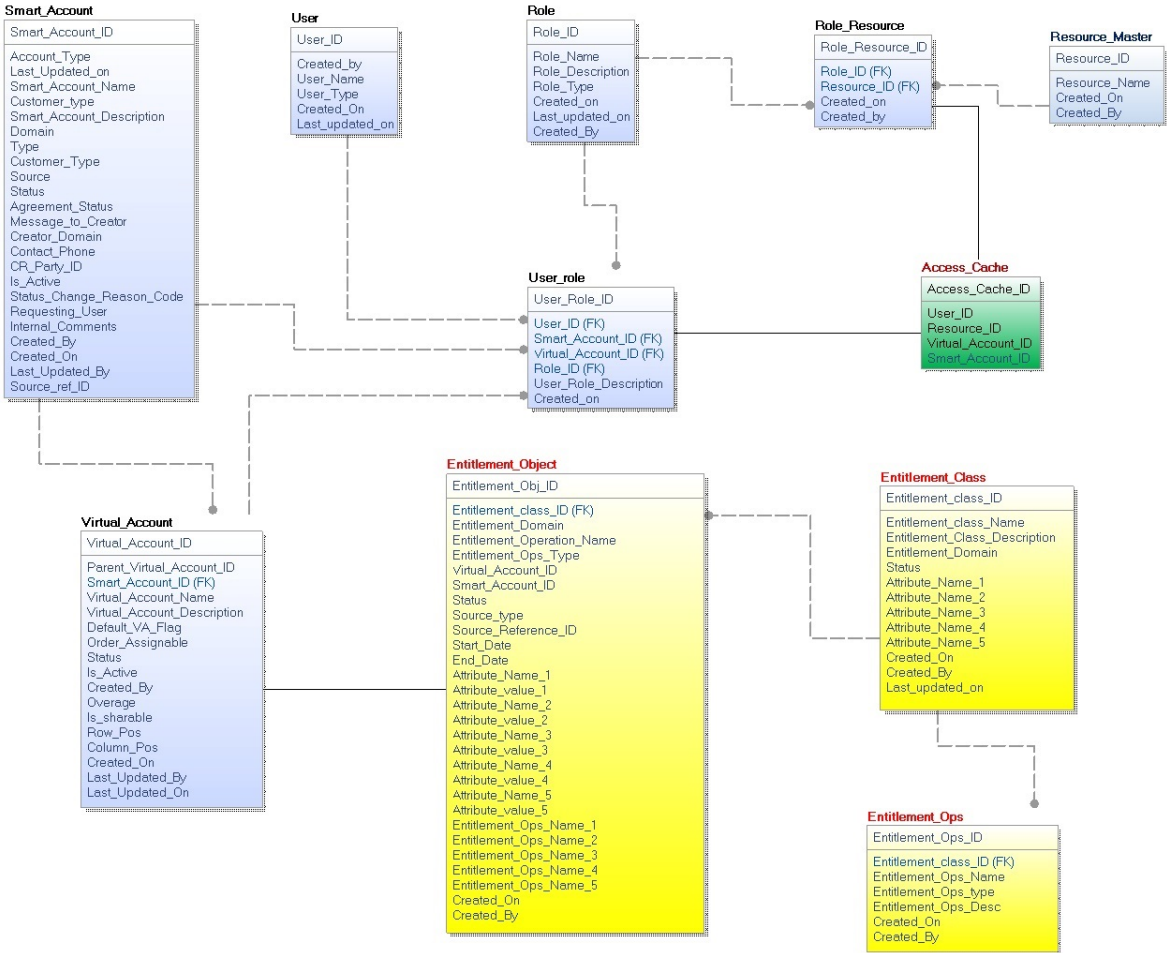 Smart_Account
Smart_Account_ID
Account_Type
Last_Updated_on
Smart_Account_Name
Customer_type
Smart_Account_Description
Domain
Type
Customer_Type
Source
Status
Agreement_Status
Message_to_Creator
Creator_Domain
Contact_Phone
CR_Party_ID
Is_Active
Status_Change_Reason_Code
Requesting_User
Internal_Comments
Created_By
Created_On
Last_Updated_By
Source_ref_ID
User
User_ID
Created_by
User_Name
User_Type
Created_On
Last_updated_on
Role
Role_ID
Role_Name
Role_Description
Role_Type
Created_on
Last_updated_on
Created_By
Role_Resource
Role_Resource_ID
Role_ID (FK)
Resource_ID (FK)
Created_on
Created_by
Resource_Master
Resource_ID
Resource_Name
Created_On
Created_By
User_role
User_Role_ID
User_ID (FK)
Smart_Account_ID (FK)
Virtual_Account_ID (FK)
Role_ID (FK)
User_Role_Description
Created_on
Access_Cache
Access_Cache_ID
User_ID
Resource_ID
Virtual_Account_ID
Smart_Account_ID
Virtual_Account
Virtual_Account_ID
Parent_Virtual_Account_ID
Smart_Account_ID (FK)
Virtual_Account_Name
Virtual_Account_Description
Default_VA_Flag
Order_Assignable
Status
Is_Active
Created_By
Overage
Is_sharable
Row_Pos
Column_Pos
Created_On
Last_Updated_By
Last_Updated_On
Entitlement_Object
Entitlement_Obj_ID
Entitlement_class_ID (FK)
Entitlement_Domain
Entitlement_Operation_Name
Entitlement_Ops_Type
Virtual_Account_ID
Smart_Account_ID
Status
Source_type
Source_Reference_ID
Start_Date
End_Date
Attribute_Name_1
Attribute_value_1
Attribute_Name_2
Attribute_value_2
Attribute_Name_3
Attribute_value_3
Attribute_Name_4
Attribute_value_4
Attribute_Name_5
Attribute_value_5
Entitlement_Ops_Name_1
Entitlement_Ops_Name_2
Entitlement_Ops_Name_3
Entitlement_Ops_Name_4
Entitlement_Ops_Name_5
Created_On
Created_By
Entitlement_Class
Entitlement_class_ID
Entitlement_class_Name
Entitlement_Class_Description
Entitlement_Domain
Status
Attribute_Name_1
Attribute_Name_2
Attribute_Name_3
Attribute_Name_4
Attribute_Name_5
Created_On
Created_By
Last_updated_on
Entitlement_Ops
Entitlement_Ops_ID
Entitlement_class_ID (FK)
Entitlement_Ops_Name
Entitlement_Ops_type
Entitlement_Ops_Desc
Created_On
Created_By